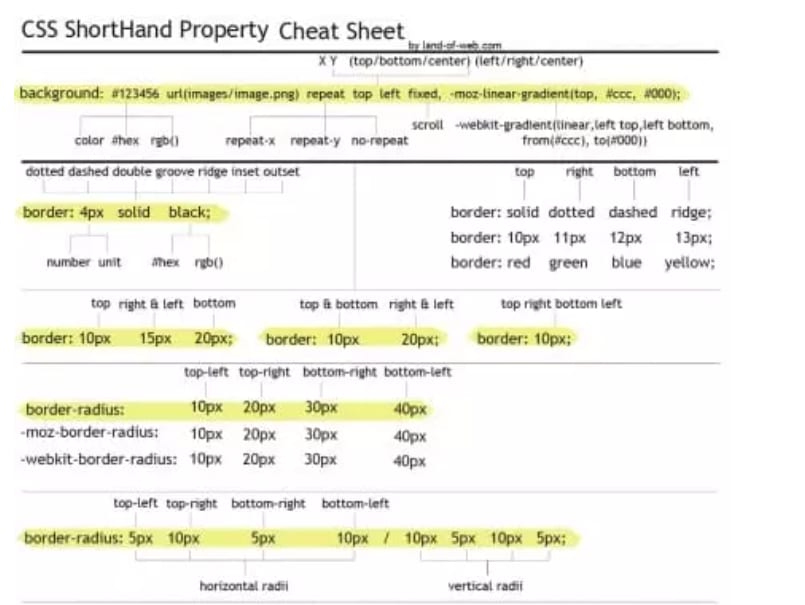 CSS ShortHand Property Cheat Sheet
by land-of-web.com
X Y (top/bottom/center) (left/right/center)
background: #123456 url(images/image.png) repeat top left fixed, -moz-linear-gradient(top, #ccc, #000);
color #hex rgb() repeat-x repeat-y no-repeat scroll -webkit-gradient(linear,left top,left bottom,
from(#ccc), to(#000))
dotted dashed double groove ridge inset outset
border: 4px solid black;
number unit #hex rgb()
top right bottom left
border: solid dotted dashed ridge;
border: 10px 11px 12px 13px;
border: red green blue yellow;
top right & left bottom
border: 10px 15px 20px;
top & bottom right & left
border: 10px 20px;
top right bottom left
border: 10px;
top-left top-right bottom-right bottom-left
border-radius: 10px 20px 30px 40px
-moz-border-radius: 10px 20px 30px 40px
-webkit-border-radius: 10px 20px 30px 40px
top-left top-right bottom-right bottom-left
border-radius: 5px 10px 5px 10px / 10px 5px 10px 5px;
horizontal radii vertical radii